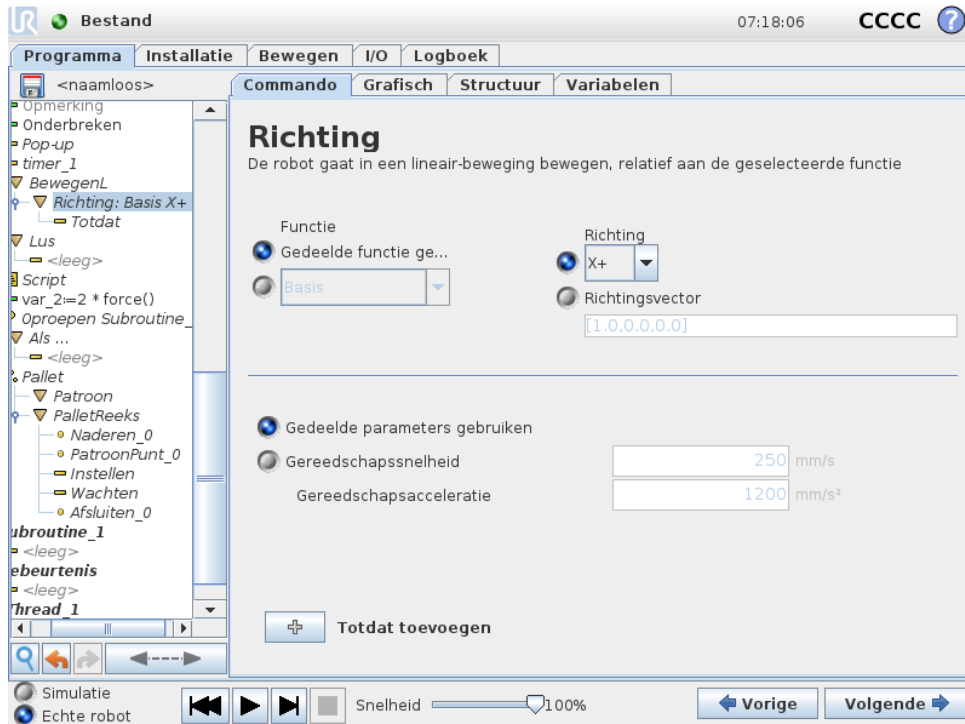 UR Bestand 07:18:06 CCCC ?
Programma Installatie Bewegen I/O Logboek
<naamloos> Commando Grafisch Structuur Variabelen
Opmerking
Onderbreken
Pop-up
timer_1
BewegenL
Richting: Basis X+
Totdat
Lus
<leeg>
Script
var_2:=2 * force()
Oproepen Subroutine_
Als ...
<leeg>
Pallet
Patroon
PalletReeks
Naderen_0
PatroonPunt_0
Instellen
Wachten
Afsluiten_0
ubroutine_1
<leeg>
ebeurtenis
<leeg>
Thread_1
Richting
De robot gaat in een lineair-beweging bewegen, relatief aan de geselecteerde functie
Functie
Gedeelde functie ge...
Basis
Richting
X+
Richtingsvector
[1.0,0.0,0.0]
Gedeelde parameters gebruiken
Gereedschapssnelheid 250 mm/s
Gereedschapsacceleratie 1200 mm/s²
Totdat toevoegen
Simulatie
Echte robot
Snelheid 100%
Vorige Volgende